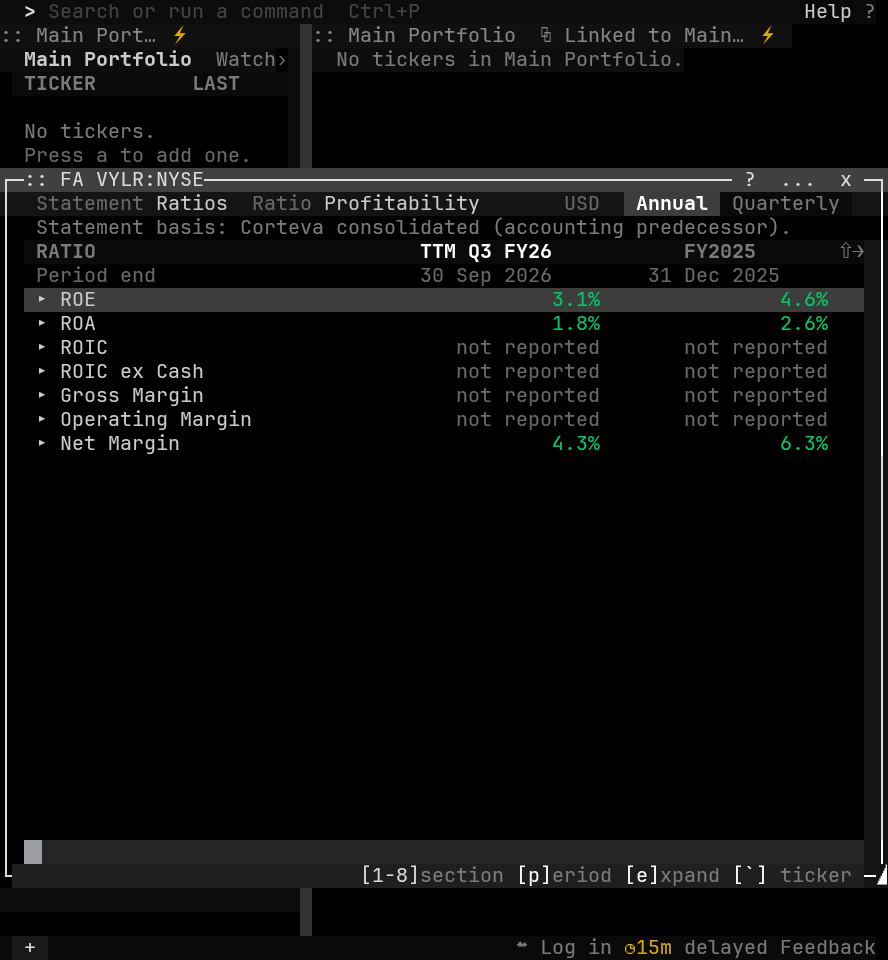 > Search or run a command  Ctrl+P  Help ?
:: Main Port… ⚡ :: Main Portfolio  Linked to Main… ⚡
Main Portfolio  Watch›  No tickers in Main Portfolio.
TICKER  LAST
No tickers.
Press a to add one.
:: FA VYLR:NYSE  ?  ...  x
Statement Ratios  Ratio Profitability  USD  Annual  Quarterly
Statement basis: Corteva consolidated (accounting predecessor).
RATIO  TTM Q3 FY26  FY2025  ⇧→
Period end  30 Sep 2026  31 Dec 2025
▸ ROE  3.1%  4.6%
▸ ROA  1.8%  2.6%
▸ ROIC  not reported  not reported
▸ ROIC ex Cash  not reported  not reported
▸ Gross Margin  not reported  not reported
▸ Operating Margin  not reported  not reported
▸ Net Margin  4.3%  6.3%
[1-8]section [p]eriod [e]xpand [`] ticker
+  Log in ◷15m delayed Feedback